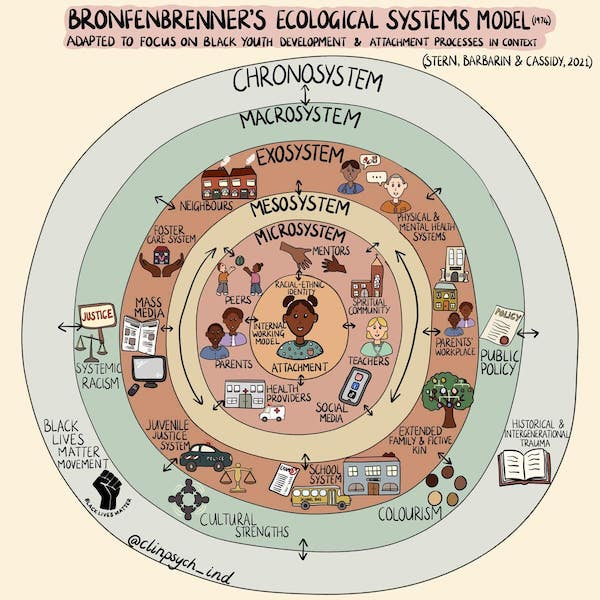 BRONFENBRENNER'S ECOLOGICAL SYSTEMS MODEL (1974)
ADAPTED TO FOCUS ON BLACK YOUTH DEVELOPMENT & ATTACHMENT PROCESSES IN CONTEXT
(STERN, BARBARIN & CASSIDY, 2021)
CHRONOSYSTEM
MACROSYSTEM
EXOSYSTEM
NEIGHBOURS
MESOSYSTEM
PHYSICAL &
MENTAL HEALTH
SYSTEMS
FOSTER
CARE SYSTEM
MICROSYSTEM
MENTORS
PEERS
RACIAL-ETHNIC
IDENTITY
SPIRITUAL
COMMUNITY
JUSTICE
MASS
MEDIA
INTERNAL
WORKING
MODEL
POLICY
PARENTS'
WORKPLACE
SYSTEMIC
RACISM
PARENTS
ATTACHMENT
TEACHERS
PUBLIC
POLICY
HEALTH
PROVIDERS
SOCIAL
MEDIA
BLACK
LIVES
MATTER
MOVEMENT
JUVENILE
JUSTICE
SYSTEM
EXTENDED
FAMILY & FICTIVE
KIN
HISTORICAL &
INTERGENERATIONAL
TRAUMA
POLICE
EXAM
SCHOOL
SYSTEM
SCHOOL BUS
BLACK LIVES MATTER
CULTURAL
STRENGTHS
COLOURISM
@clinpsych_ind